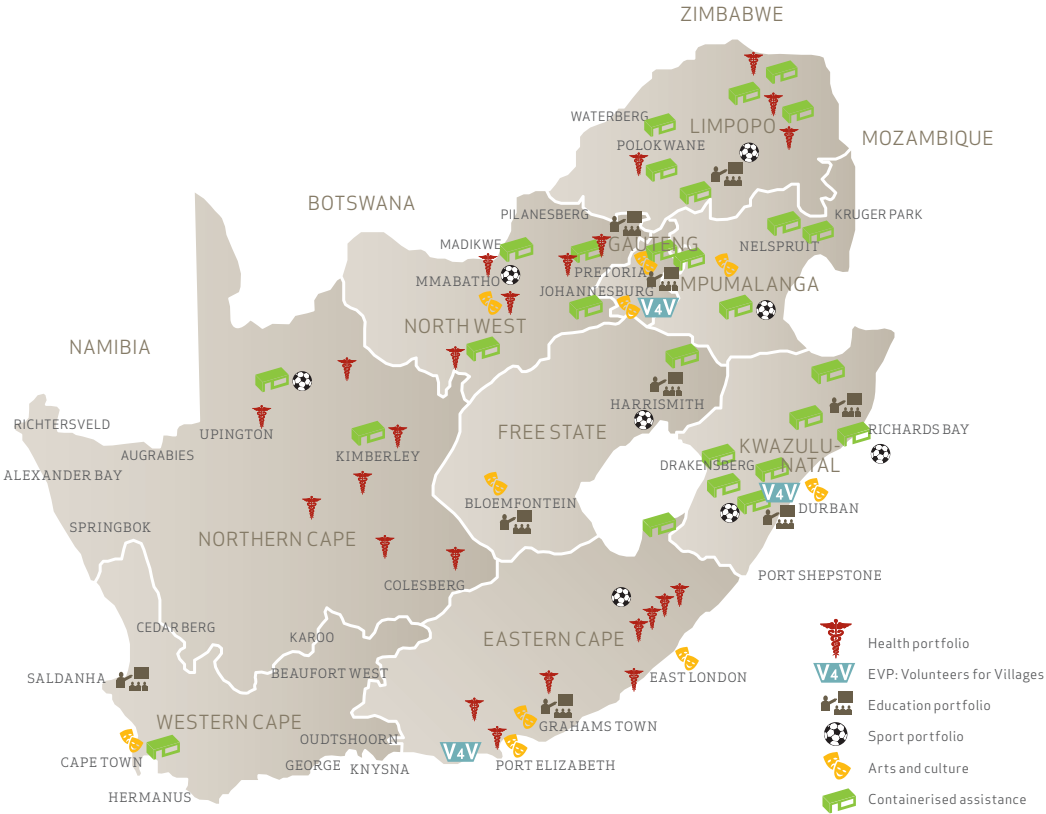 ZIMBABWE
WATERBERG
LIMPOPO
POLOKWANE
MOZAMBIQUE
BOTSWANA
PILANESBERG
KRUGER PARK
MADIKWE
GAUTENG
NELSPRUIT
MMABATHO
PRETORIA
JOHANNESBURG
MPUMALANGA
V4V
NORTH WEST
NAMIBIA
HARRISMITH
RICHTERSVELD
UPINGTON
FREE STATE
RICHARDS BAY
AUGRABIES
KIMBERLEY
KWAZULU-
NATAL
DRAKENSBERG
ALEXANDER BAY
V4V
BLOEMFONTEIN
DURBAN
SPRINGBOK
NORTHERN CAPE
COLESBERG
PORT SHEPSTONE
CEDAR BERG
KAROO
EASTERN CAPE
SALDANHA
BEAUFORT WEST
EAST LONDON
WESTERN CAPE
GRAHAMS TOWN
OUDTSHOORN
V4V
CAPE TOWN
GEORGE
KNYSNA
PORT ELIZABETH
HERMANUS
Health portfolio
V4V EVP: Volunteers for Villages
Education portfolio
Sport portfolio
Arts and culture
Containerised assistance